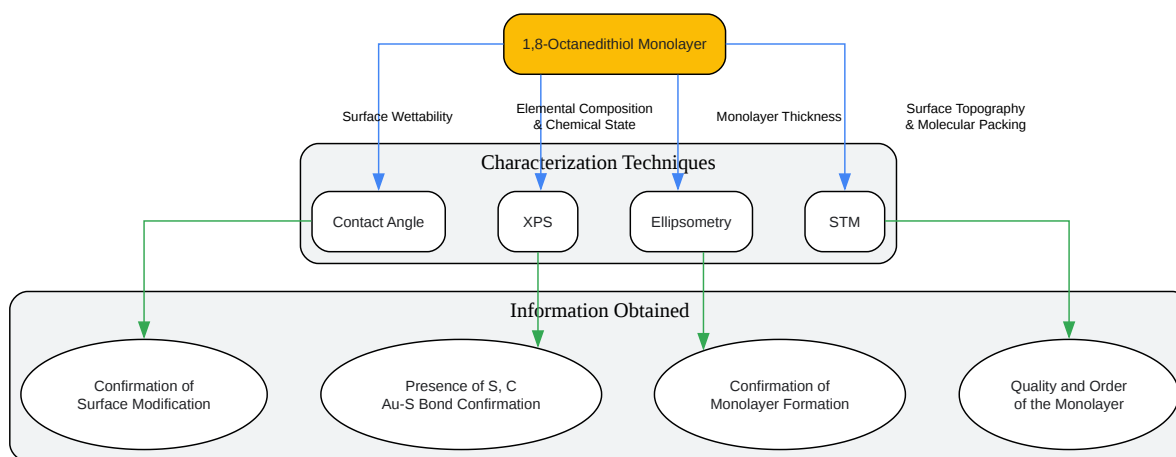 1,8-Octanedithiol Monolayer
Surface Wettability
Elemental Composition
& Chemical State
Monolayer Thickness
Surface Topography
& Molecular Packing
Characterization Techniques
Contact Angle
XPS
Ellipsometry
STM
Information Obtained
Confirmation of
Surface Modification
Presence of S, C
Au-S Bond Confirmation
Confirmation of
Monolayer Formation
Quality and Order
of the Monolayer